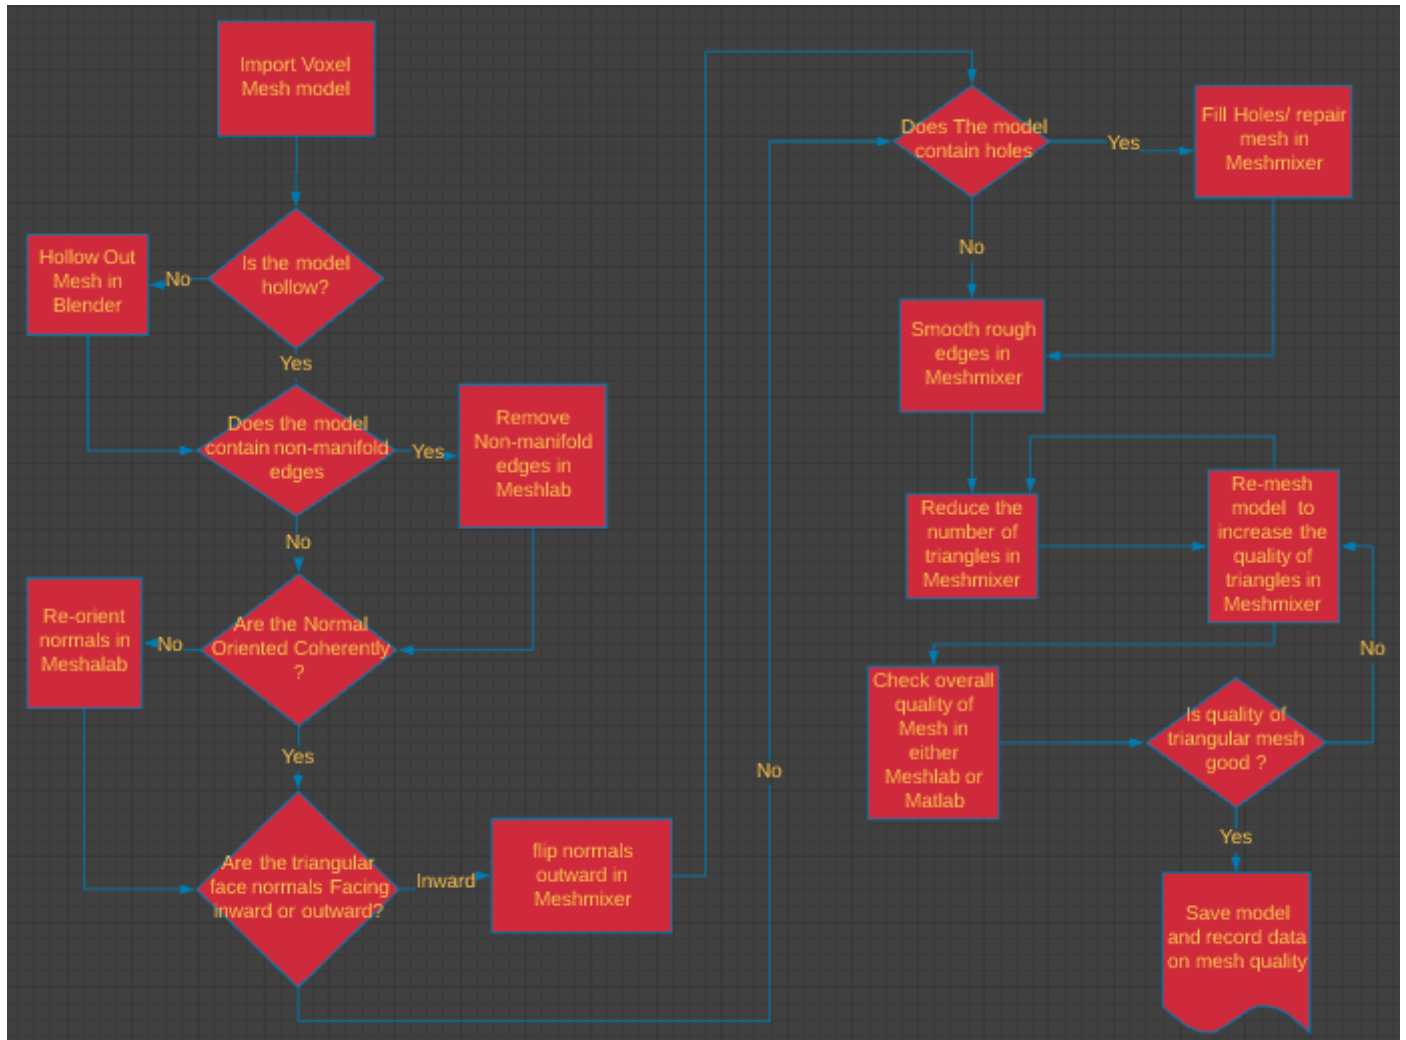 Import Voxel
Mesh model
Is the model
hollow?
No
Hollow Out
Mesh in
Blender
Yes
Does the model
contain non-manifold
edges
Yes
Remove
Non-manifold
edges in
Meshlab
No
Are the Normal
Oriented Coherently
?
No
Re-orient
normals in
Meshalab
Yes
Are the triangular
face normals Facing
inward or outward?
Inward
flip normals
outward in
Meshmixer
No
Does The model
contain holes
Yes
Fill Holes/ repair
mesh in
Meshmixer
No
Smooth rough
edges in
Meshmixer
Reduce the
number of
triangles in
Meshmixer
Re-mesh
model to
increase the
quality of
triangles in
Meshmixer
Check overall
quality of
Mesh in
either
Meshlab or
Matlab
Is quality of
triangular mesh
good ?
No
Yes
Save model
and record data
on mesh quality